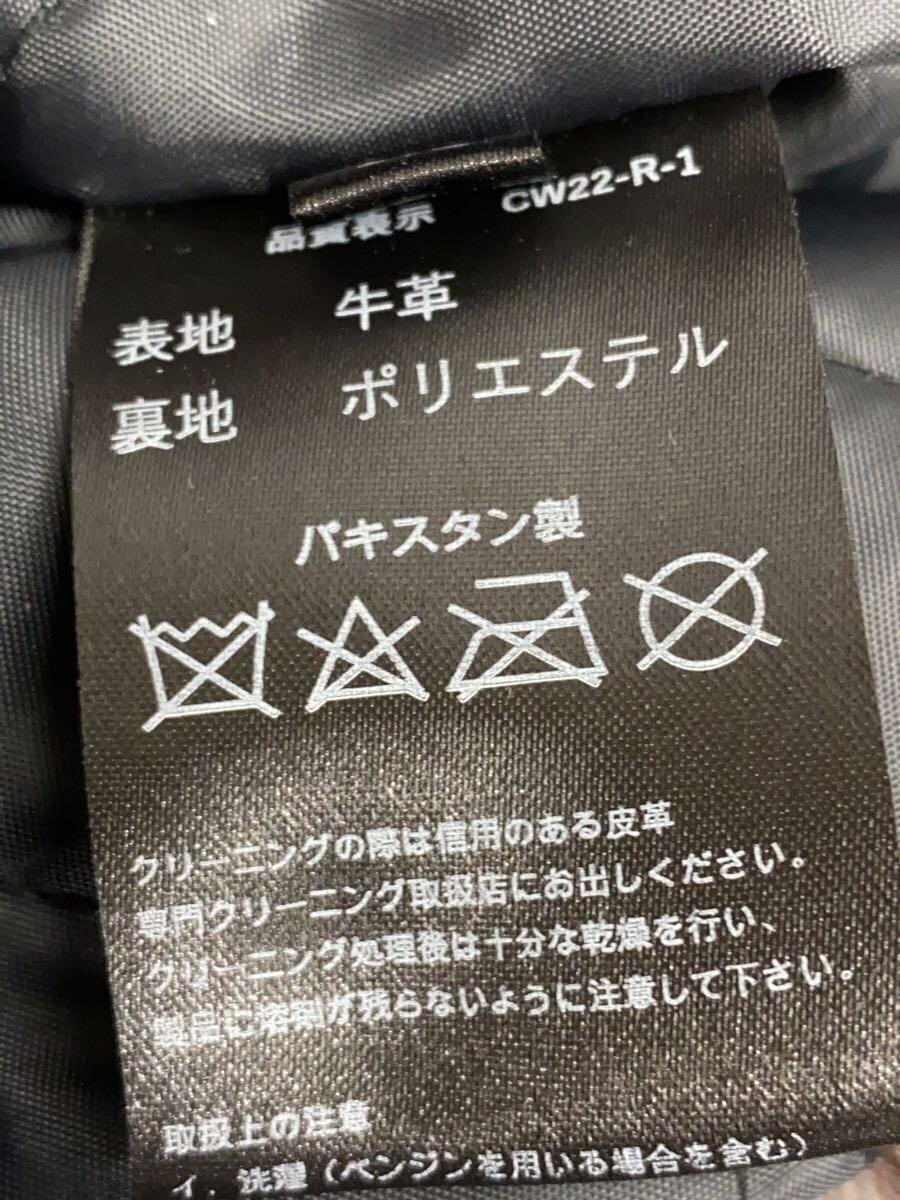 品質表示 CW22-R-1
表地 牛革
裏地 ポリエステル
パキスタン製
クリーニングの際は信用のある皮革
専門クリーニング取扱店にお出しください。
クリーニング処理後は十分な乾燥を行い、
製品に溶剤が残らないように注意して下さい。
取扱上の注意
イ．洗濯（ベンジンを用いる場合を含む）